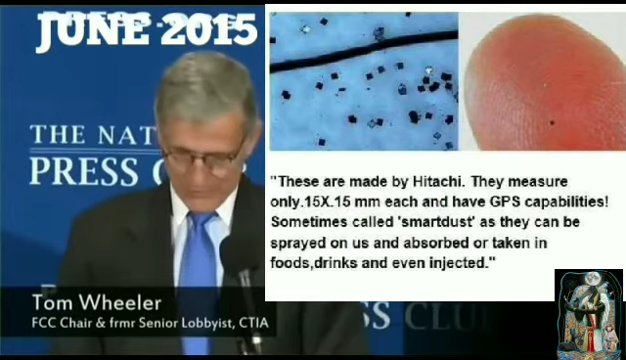 JUNE 2015
THE NAT
PRESS C
Tom Wheeler
FCC Chair & frmr Senior Lobbyist, CTIA
"These are made by Hitachi. They measure
only.15X.15 mm each and have GPS capabilities!
Sometimes called 'smartdust' as they can be
sprayed on us and absorbed or taken in
foods,drinks and even injected."
SS CLU